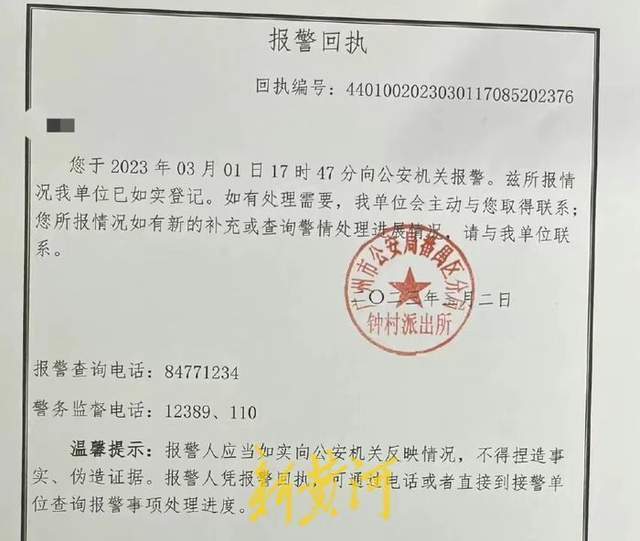 报警回执
回执编号：4401002023030117085202376
您于 2023 年 03 月 01 日 17 时 47 分向公安机关报警。兹所报情
况我单位已如实登记。如有处理需要，我单位会主动与您取得联系；
您所报情况如有新的补充或查询警情处理进展情况，请与我单位联
系。
广州市公安局番禺区分局
钟村派出所
二〇二三年三月二日
报警查询电话：84771234
警务监督电话：12389、110
温馨提示：报警人应当如实向公安机关反映情况，不得捏造事
实、伪造证据。报警人凭报警回执，可通过电话或者直接到接警单
位查询报警事项处理进度。
新黄河